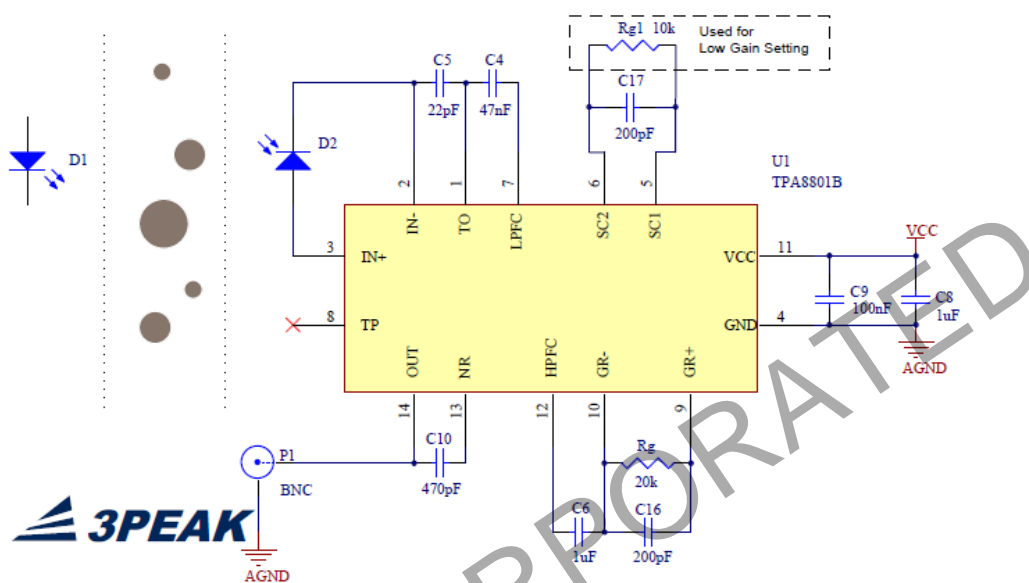 Rg1 10k
Used for
Low Gain Setting
C5
C4
C17
22pF
47nF
200pF
D1
D2
U1
TPA8801B
2
1
7
6
5
IN-
TO
LPFC
SC2
SC1
3
IN+
VCC
11
VCC
C9
100nF
C8
1uF
8
TP
GND
4
AGND
OUT
NR
HPFC
GR-
GR+
14
13
12
10
9
C10
470pF
Rg
20k
P1
BNC
C6
1uF
C16
200pF
3PEAK
AGND
PORATED